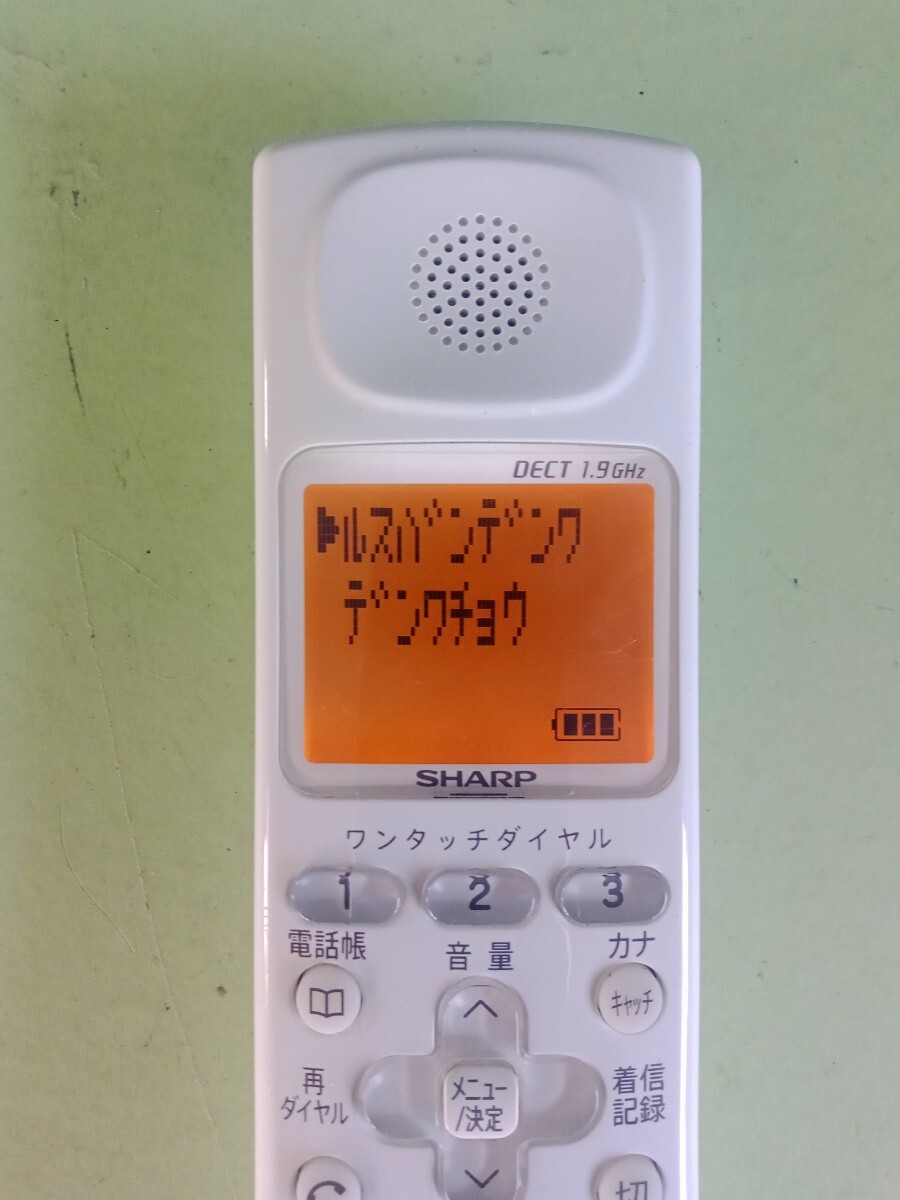 DECT 1.9GHz
▶ルスバンデンワ
デンワチョウ
SHARP
ワンタッチダイヤル
1 2 3
電話帳
音量
カナ
キャッチ
再
ダイヤル
メニュー
/決定
着信
記録
切